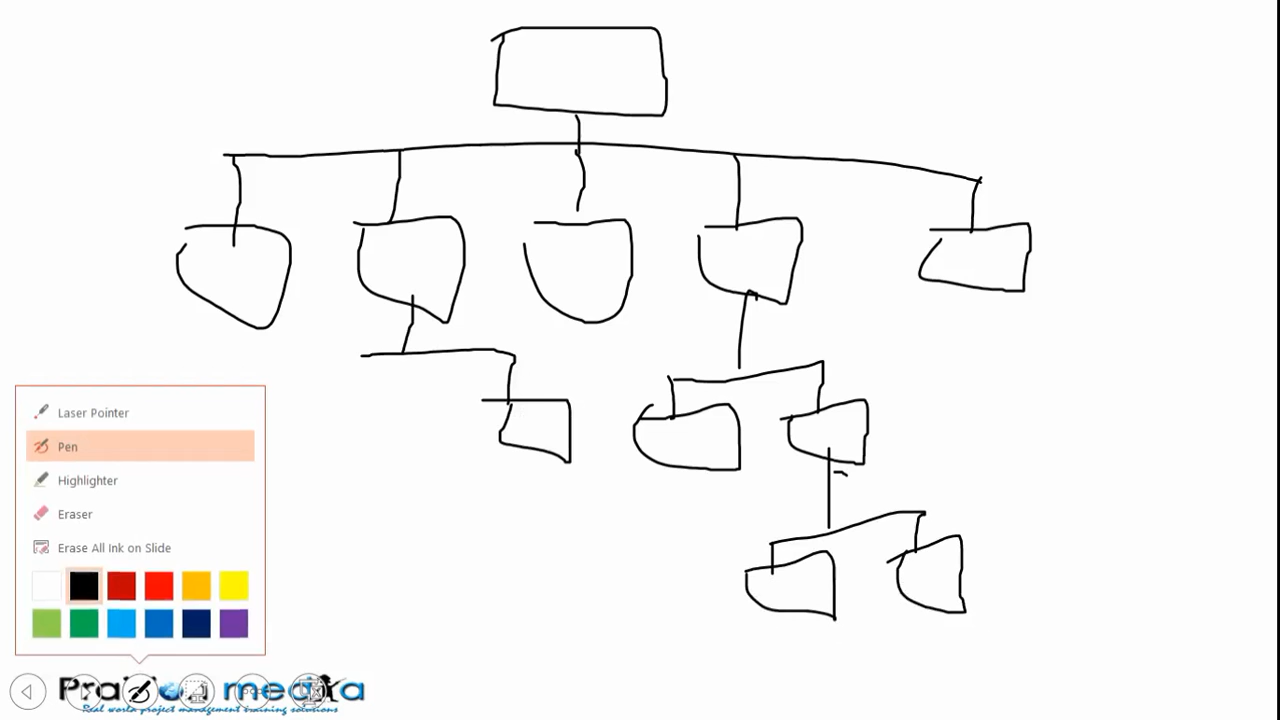 Laser Pointer
Pen
Highlighter
Eraser
Erase All Ink on Slide
Real world project management training solutions